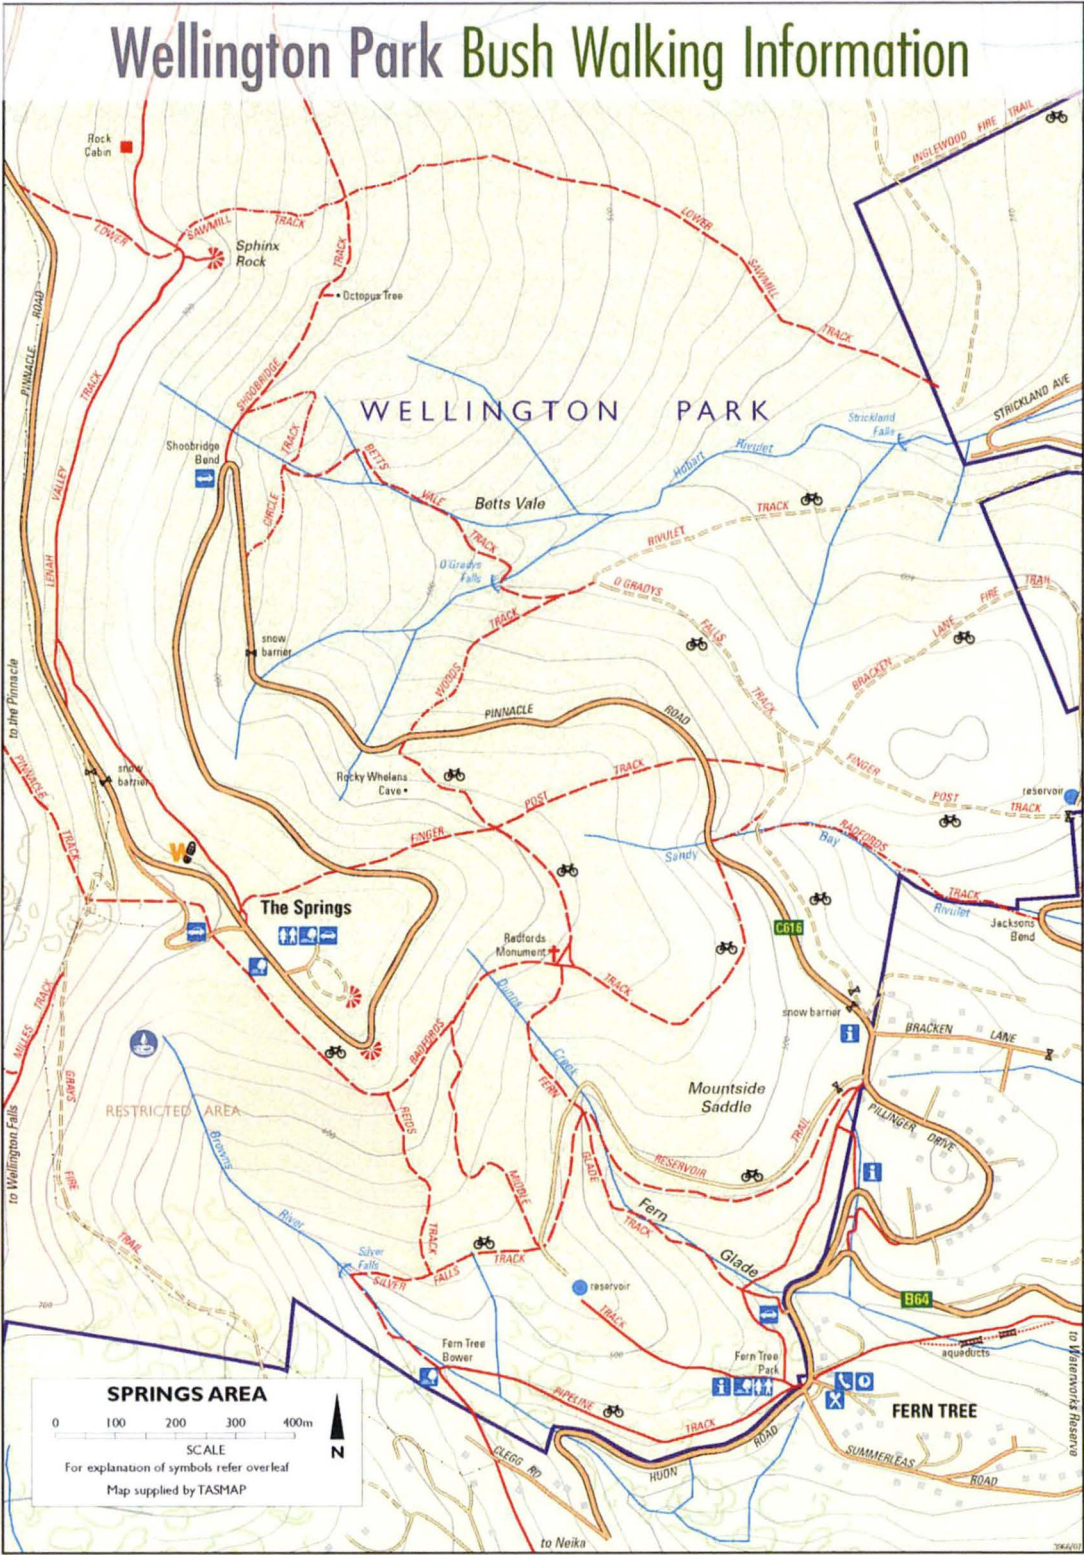 Wellington Park Bush Walking Information
INGLEWOOD FIRE TRAIL
Rock
Cabin
LOWER SAWMILL TRACK
Sphinx
Rock
LOWER SAWMILL TRACK
TRACK
Octopus Tree
PINNACLE ROAD
SHOOBRIDGE
TRACK
WELLINGTON PARK
STRICKLAND AVE
Strickland
Falls
Hobart Rivulet
Shoobridge
Bend
TRACK
BETTS VALE TRACK
Betts Vale
CIRCLE
LENAH VALLEY
RIVULET TRACK
O'Gradys
Falls
O'GRADYS FALLS TRACK
BRACKEN LANE FIRE TRAIL
WOODS TRACK
snow
barrier
to the Pinnacle
PINNACLE ROAD
snow
barrier
PINNACLE TRACK
Rocky Whelans
Cave
FINGER POST TRACK
FINGER POST TRACK
reservoir
Sandy Bay Rivulet
RADFORDS TRACK
W
The Springs
Jacksons
Bend
C616
Radfords
Monument
TRACK
snow barrier
BRACKEN LANE
Dunns Creek
RADFORDS
MILES TRACK
GRAYS FIRE TRAIL
RESTRICTED AREA
REIDS TRACK
FERN GLADE TRACK
Mountside
Saddle
RESERVOIR TRAIL
PILLINGER DRIVE
to Wellington Falls
Browns River
MIDDLE
Fern Glade
Silver
Falls
SILVER FALLS TRACK
reservoir
TRACK
B64
700
600
500
Fern Tree
Bower
Fern Tree
Park
aqueducts
to Waterworks Reserve
PIPELINE TRACK
FERN TREE
HUON ROAD
SUMMERLEAS ROAD
CLEGG RD
to Neika
SPRINGS AREA
0 100 200 300 400m
SCALE
N
For explanation of symbols refer overleaf
Map supplied by TASMAP